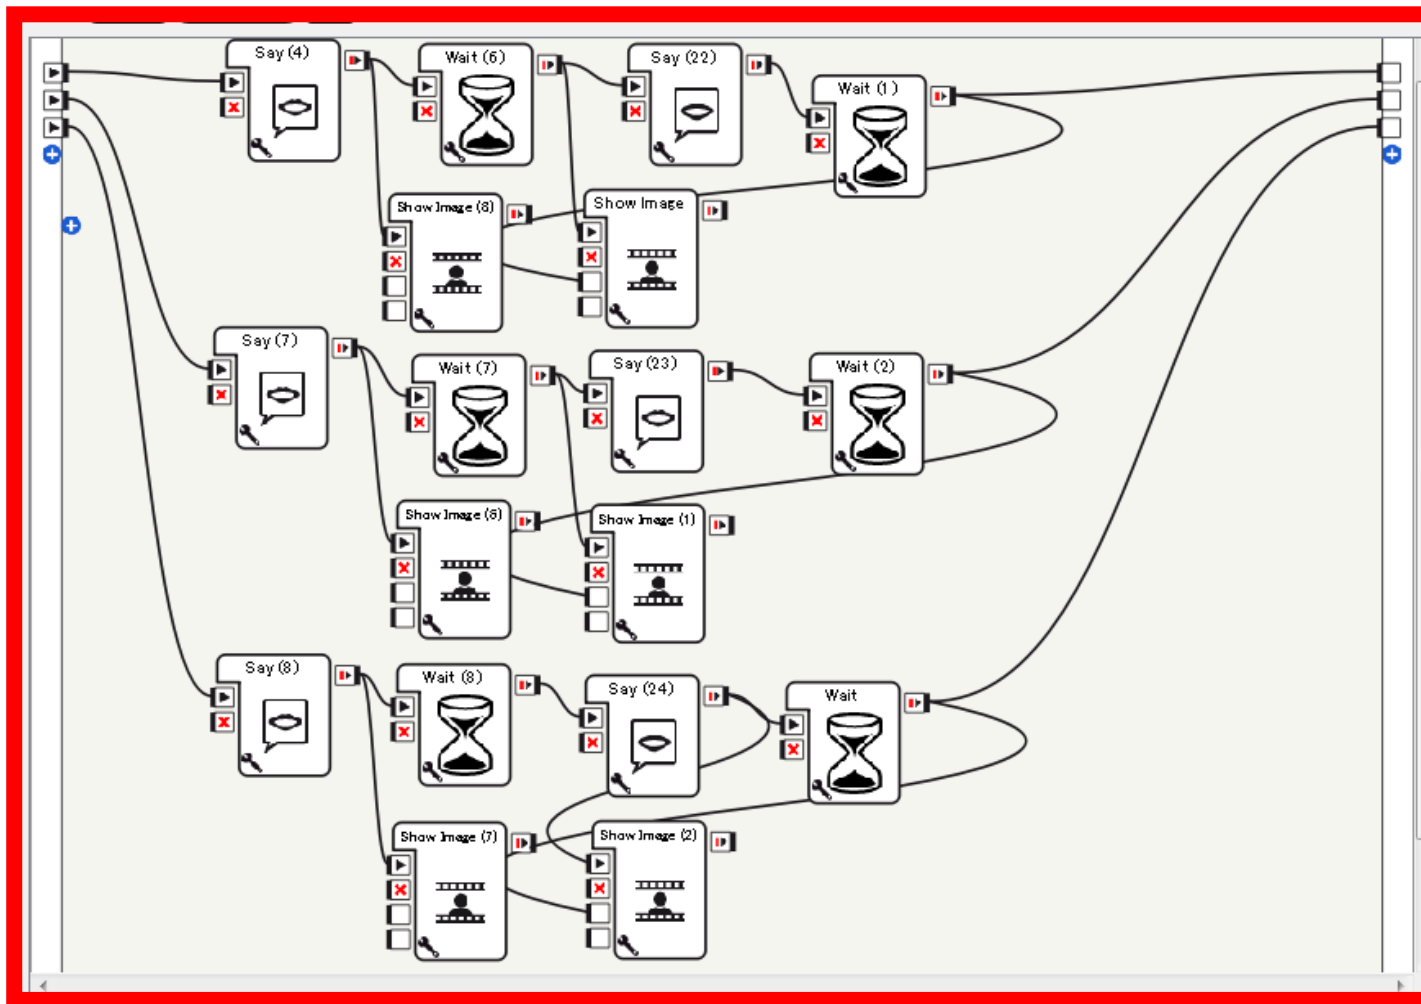 Say (4)
Wait (6)
Say (22)
Wait (1)
Show Image (8)
Show Image
Say (7)
Wait (7)
Say (23)
Wait (2)
Show Image (6)
Show Image (1)
Say (8)
Wait (8)
Say (24)
Wait
Show Image (7)
Show Image (2)